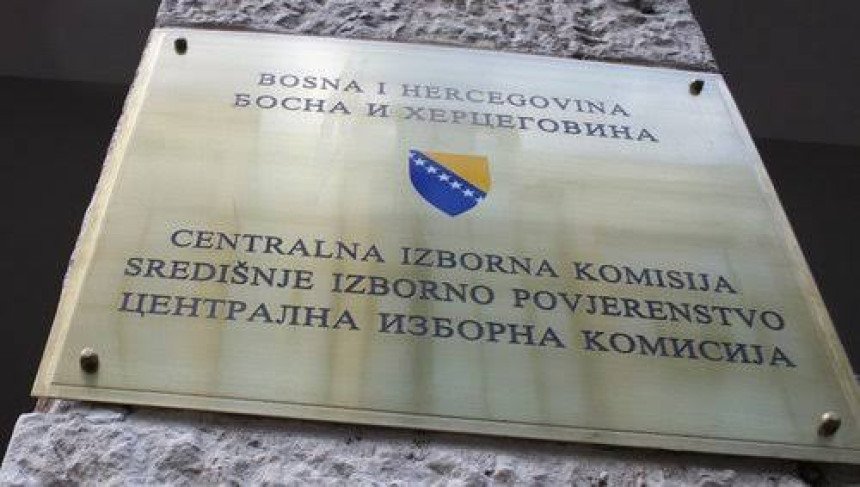 BOSNA I HERCEGOVINA
БОСНА И ХЕРЦЕГОВИНА
CENTRALNA IZBORNA KOMISIJA
SREDIŠNJE IZBORNO POVJERENSTVO
ЦЕНТРАЛНА ИЗБОРНА КОМИСИЈА